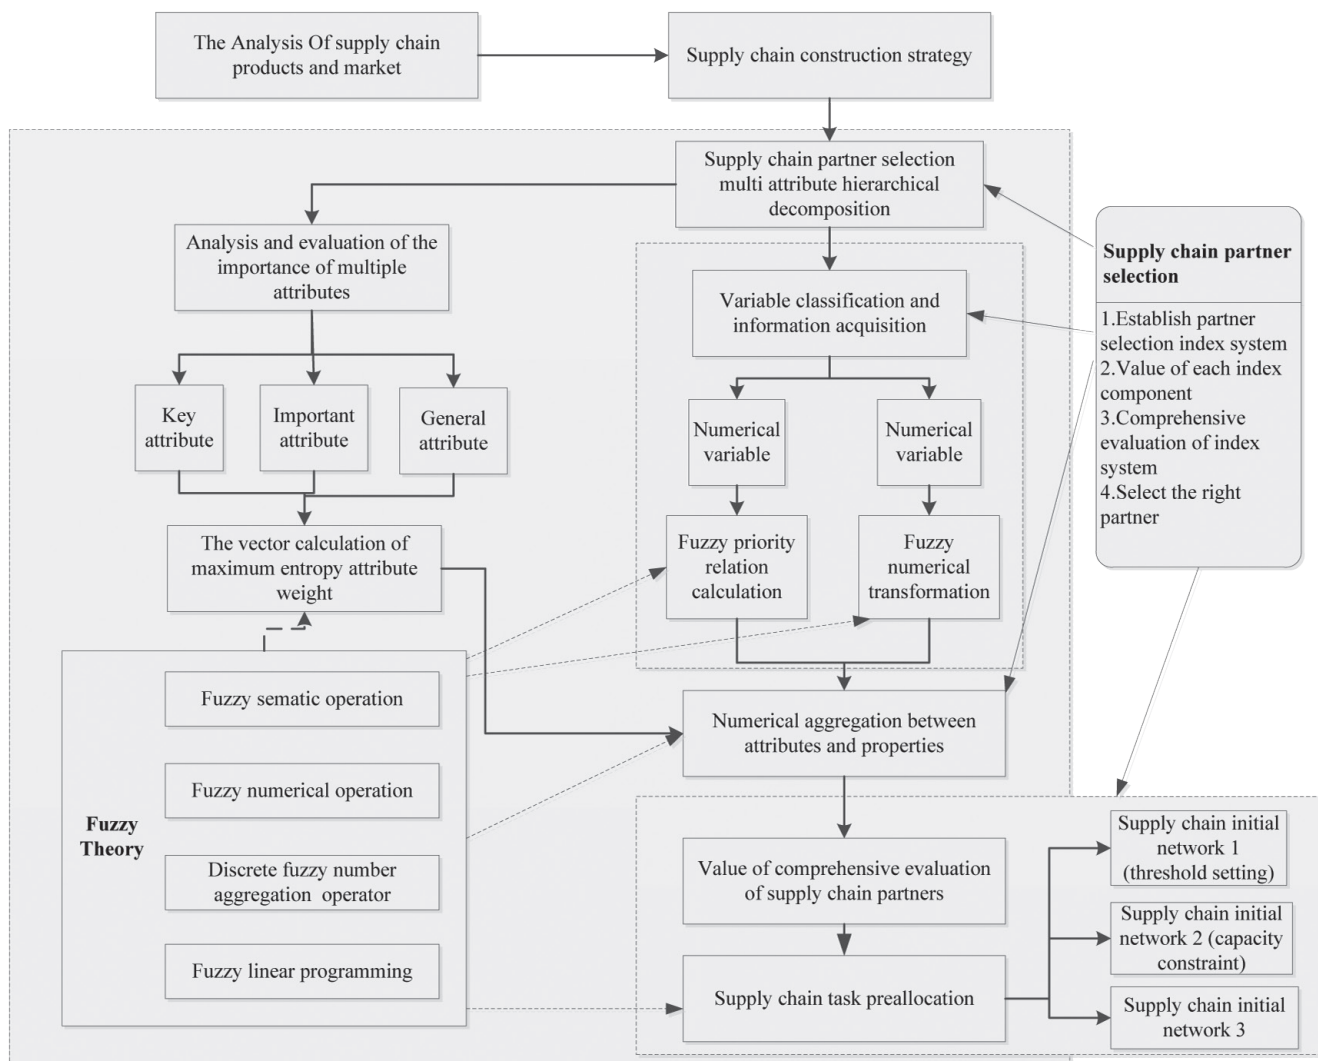 The Analysis Of supply chain
products and market
Supply chain construction strategy
Supply chain partner selection
multi attribute hierarchical
decomposition
Analysis and evaluation of the
importance of multiple
attributes
Variable classification and
information acquisition
Supply chain partner
selection
1.Establish partner
selection index system
2.Value of each index
component
3.Comprehensive
evaluation of index
system
4.Select the right
partner
Key
attribute
Important
attribute
General
attribute
Numerical
variable
Numerical
variable
The vector calculation of
maximum entropy attribute
weight
Fuzzy priority
relation
calculation
Fuzzy
numerical
transformation
Fuzzy
Theory
Fuzzy sematic operation
Fuzzy numerical operation
Discrete fuzzy number
aggregation operator
Fuzzy linear programming
Numerical aggregation between
attributes and properties
Value of comprehensive evaluation
of supply chain partners
Supply chain task preallocation
Supply chain initial
network 1
(threshold setting)
Supply chain initial
network 2 (capacity
constraint)
Supply chain initial
network 3